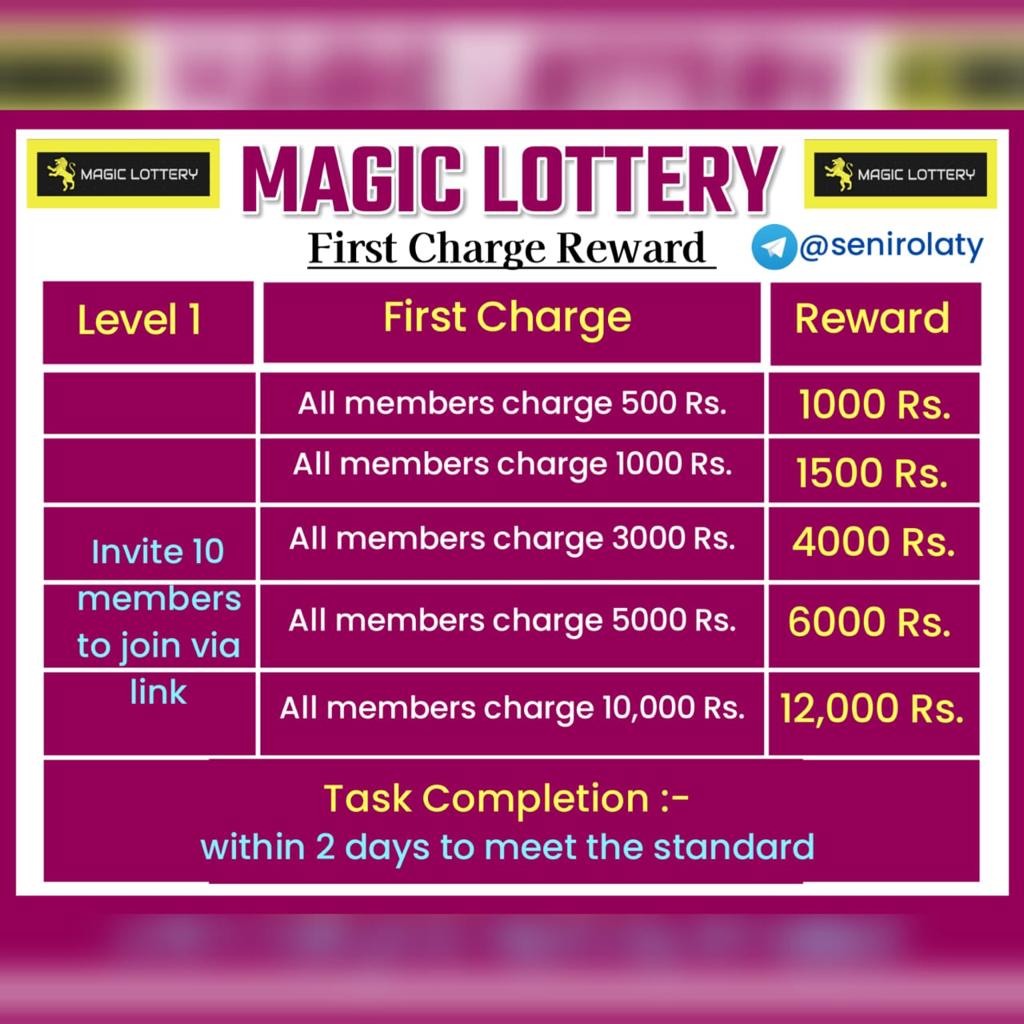 MAGIC LOTTERY
MAGIC LOTTERY
MAGIC LOTTERY
First Charge Reward
@senirolaty
Level 1
First Charge
Reward
All members charge 500 Rs.
1000 Rs.
All members charge 1000 Rs.
1500 Rs.
Invite 10
members
to join via
link
All members charge 3000 Rs.
4000 Rs.
All members charge 5000 Rs.
6000 Rs.
All members charge 10,000 Rs.
12,000 Rs.
Task Completion :-
within 2 days to meet the standard